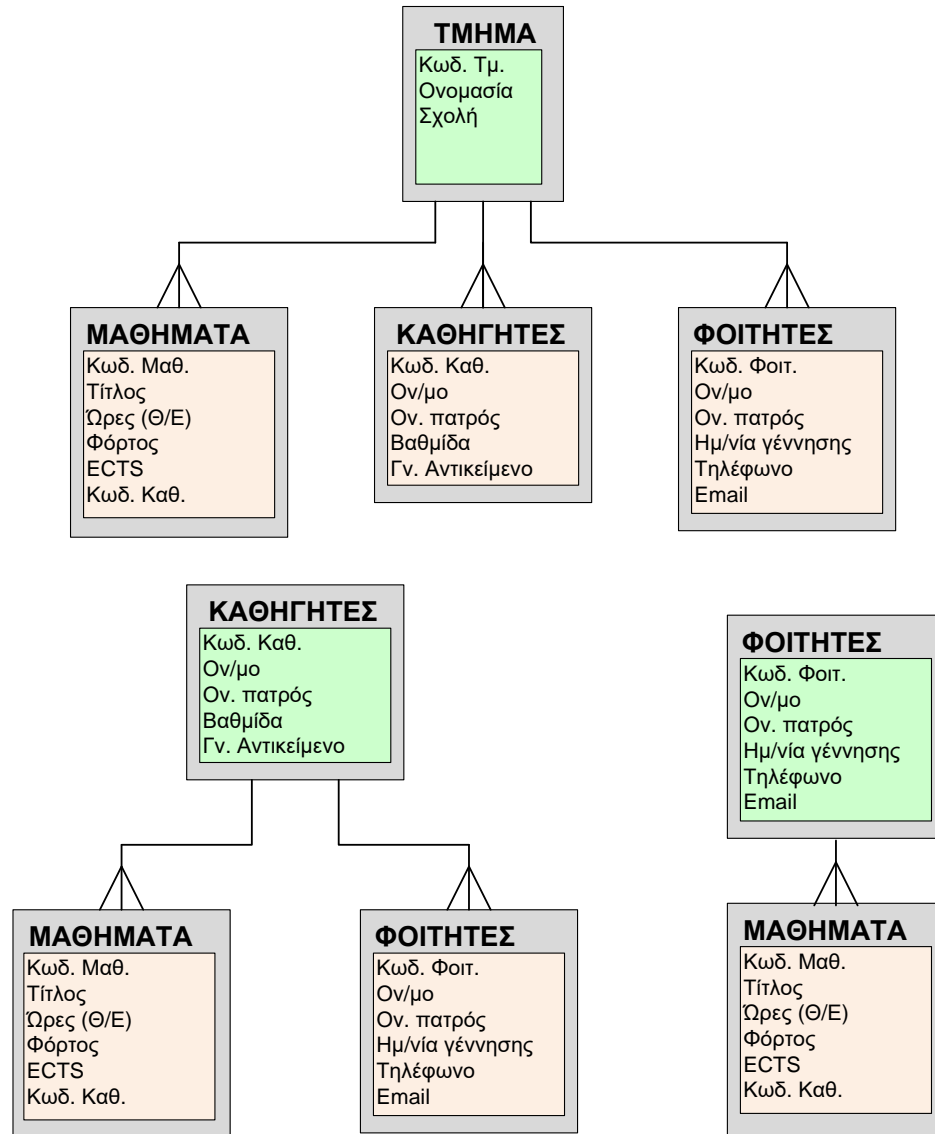 ΤΜΗΜΑ
Κωδ. Τμ.
Ονομασία
Σχολή
ΜΑΘΗΜΑΤΑ
Κωδ. Μαθ.
Τίτλος
Ώρες (Θ/Ε)
Φόρτος
ECTS
Κωδ. Καθ.
ΚΑΘΗΓΗΤΕΣ
Κωδ. Καθ.
Ον/μο
Ον. πατρός
Βαθμίδα
Γν. Αντικείμενο
ΦΟΙΤΗΤΕΣ
Κωδ. Φοιτ.
Ον/μο
Ον. πατρός
Ημ/νία γέννησης
Τηλέφωνο
Email
ΚΑΘΗΓΗΤΕΣ
Κωδ. Καθ.
Ον/μο
Ον. πατρός
Βαθμίδα
Γν. Αντικείμενο
ΜΑΘΗΜΑΤΑ
Κωδ. Μαθ.
Τίτλος
Ώρες (Θ/Ε)
Φόρτος
ECTS
Κωδ. Καθ.
ΦΟΙΤΗΤΕΣ
Κωδ. Φοιτ.
Ον/μο
Ον. πατρός
Ημ/νία γέννησης
Τηλέφωνο
Email
ΦΟΙΤΗΤΕΣ
Κωδ. Φοιτ.
Ον/μο
Ον. πατρός
Ημ/νία γέννησης
Τηλέφωνο
Email
ΜΑΘΗΜΑΤΑ
Κωδ. Μαθ.
Τίτλος
Ώρες (Θ/Ε)
Φόρτος
ECTS
Κωδ. Καθ.